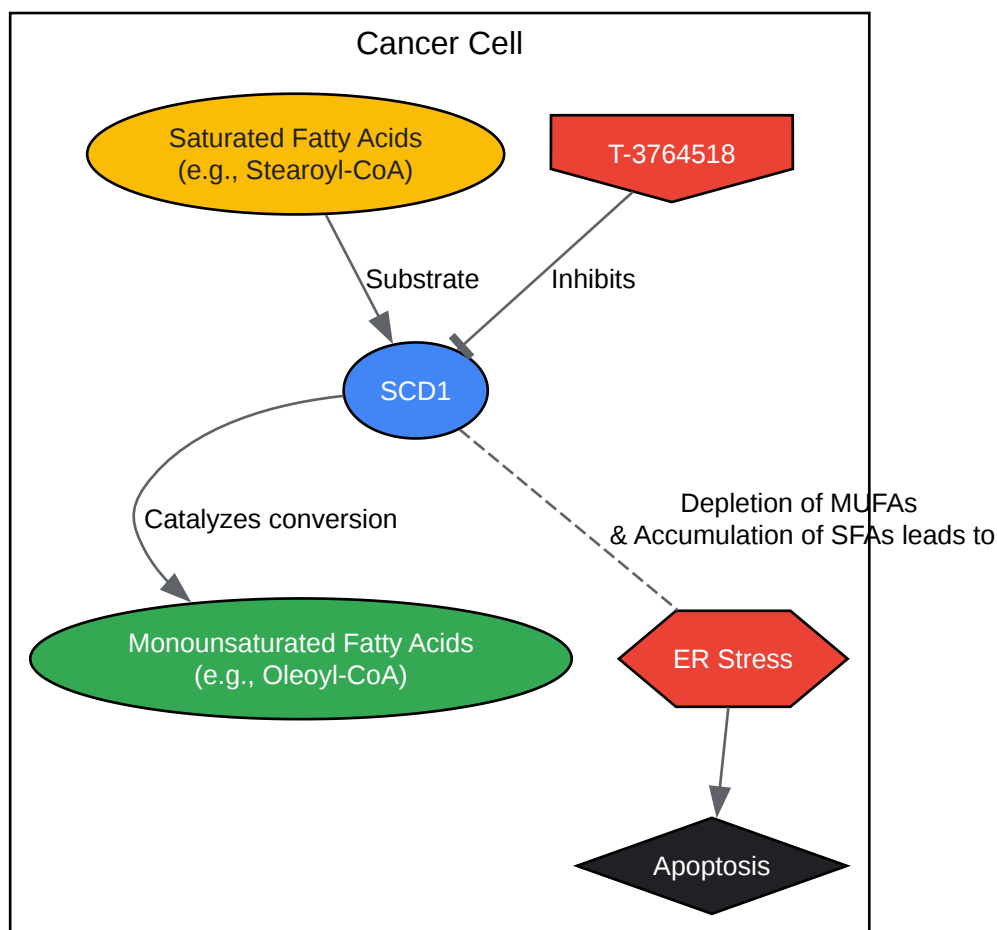 Cancer Cell
Saturated Fatty Acids
(e.g., Stearoyl-CoA)
T-3764518
Substrate
Inhibits
SCD1
Depletion of MUFAs
& Accumulation of SFAs leads to
Catalyzes conversion
Monounsaturated Fatty Acids
(e.g., Oleoyl-CoA)
ER Stress
Apoptosis